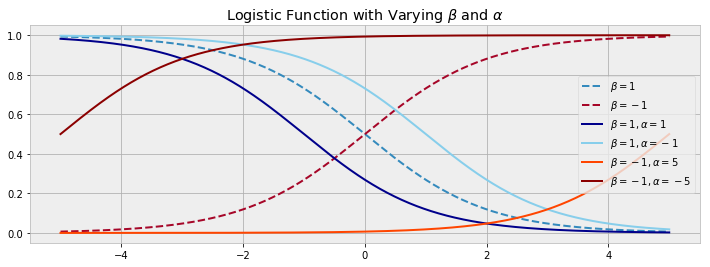 Logistic Function with Varying β and α
1.0
0.8
0.6
0.4
0.2
0.0
β = 1
β = −1
β = 1, α = 1
β = 1, α = −1
β = −1, α = 5
β = −1, α = −5
−4 −2 0 2 4